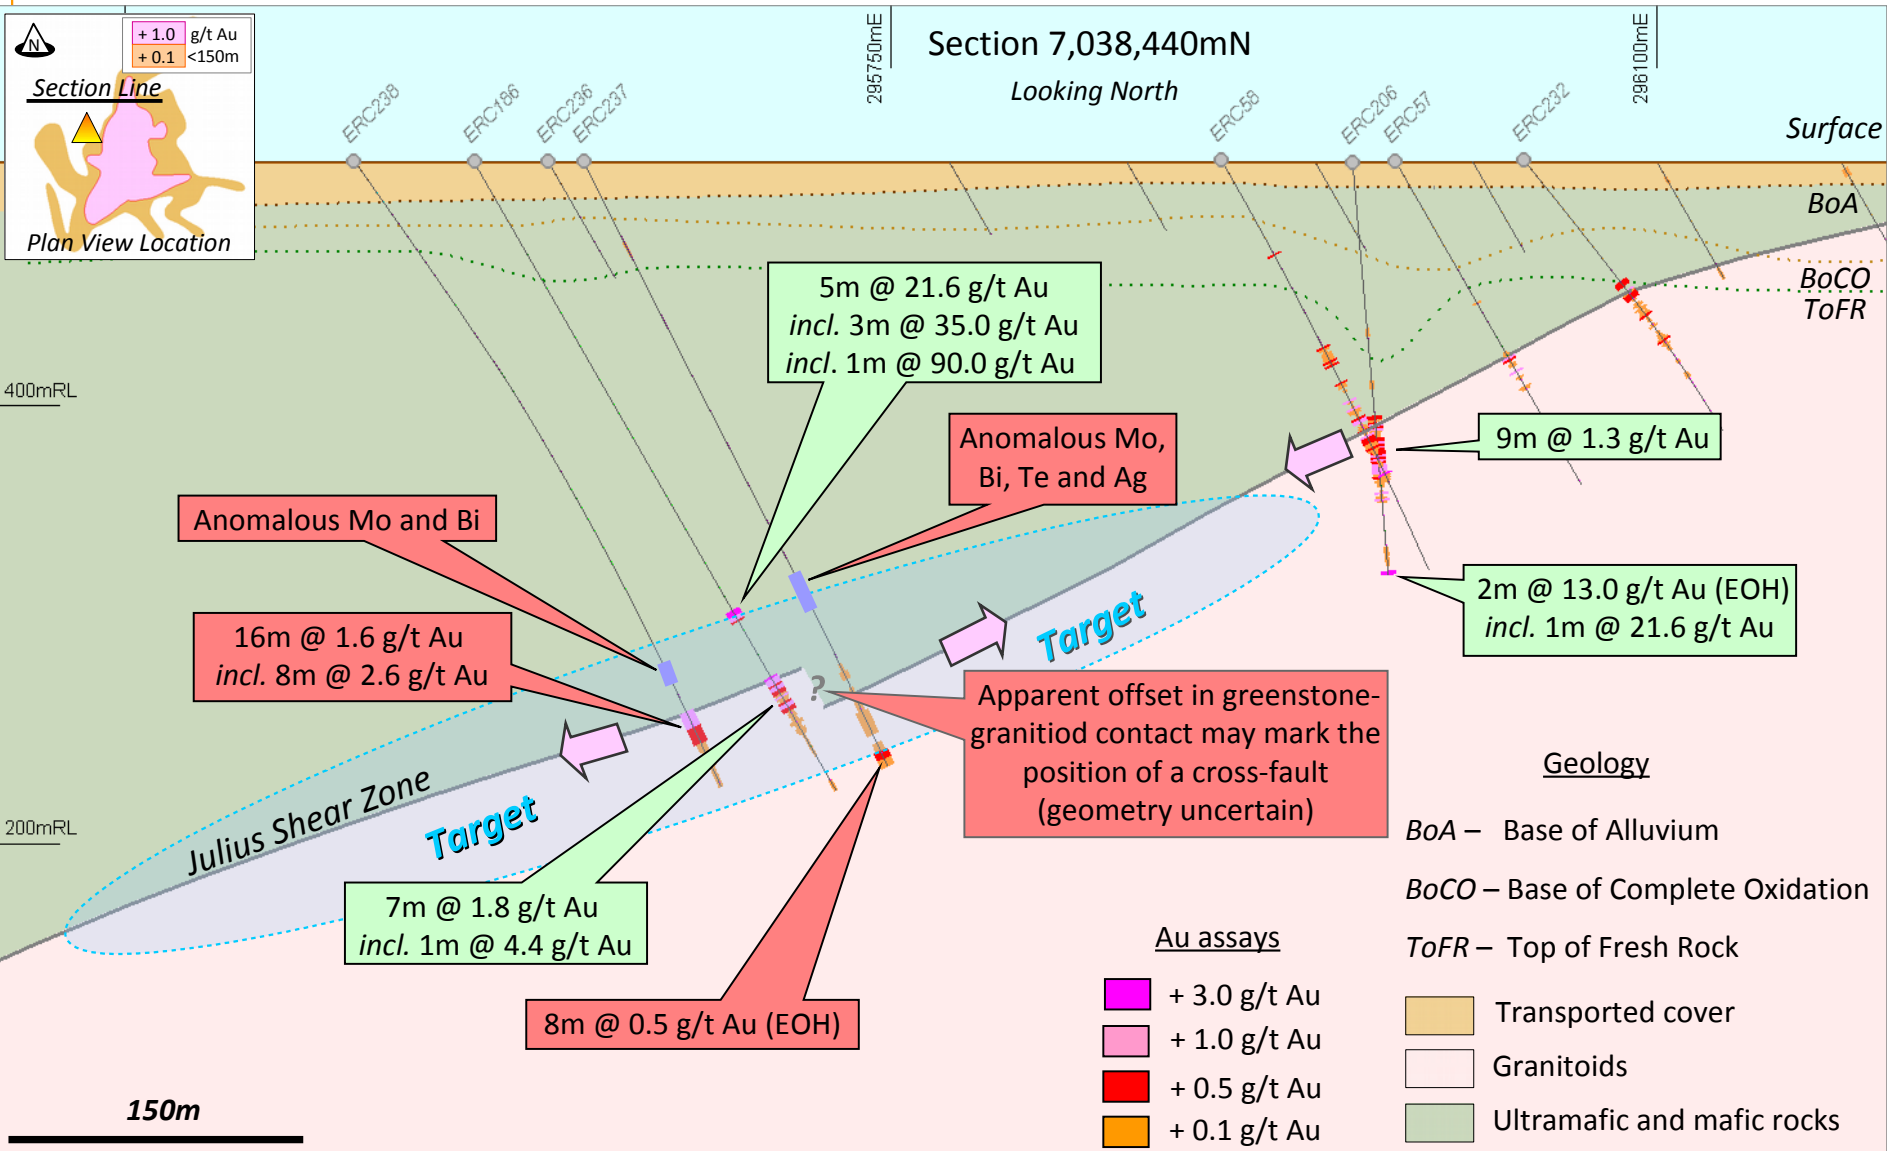 + 1.0 g/t Au
+ 0.1 <150m
N
Section Line
Plan View Location
Section 7,038,440mN
Looking North
295750mE
296100mE
ERC238
ERC186
ERC236
ERC237
ERC58
ERC206
ERC57
ERC232
Surface
BoA
BoCO
ToFR
400mRL
200mRL
5m @ 21.6 g/t Au
incl. 3m @ 35.0 g/t Au
incl. 1m @ 90.0 g/t Au
Anomalous Mo,
Bi, Te and Ag
9m @ 1.3 g/t Au
Anomalous Mo and Bi
2m @ 13.0 g/t Au (EOH)
incl. 1m @ 21.6 g/t Au
16m @ 1.6 g/t Au
incl. 8m @ 2.6 g/t Au
Target
?
Apparent offset in greenstone-
granitiod contact may mark the
position of a cross-fault
(geometry uncertain)
Julius Shear Zone
Target
7m @ 1.8 g/t Au
incl. 1m @ 4.4 g/t Au
8m @ 0.5 g/t Au (EOH)
150m
Au assays
+ 3.0 g/t Au
+ 1.0 g/t Au
+ 0.5 g/t Au
+ 0.1 g/t Au
Geology
BoA – Base of Alluvium
BoCO – Base of Complete Oxidation
ToFR – Top of Fresh Rock
Transported cover
Granitoids
Ultramafic and mafic rocks